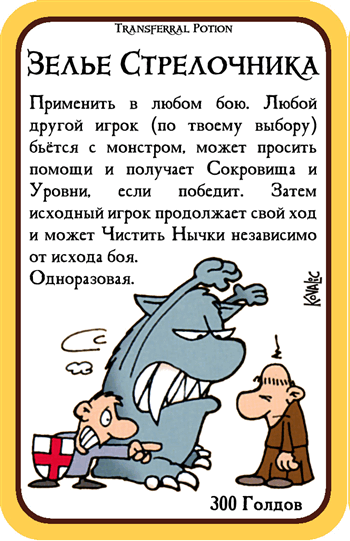 Transferral Potion
Зелье Стрелочника
Применить в любом бою. Любой
другой игрок (по твоему выбору)
бьётся с монстром, может просить
помощи и получает Сокровища и
Уровни, если победит. Затем
исходный игрок продолжает свой ход
и может Чистить Нычки независимо
от исхода боя.
Одноразовая.
Kovalic
300 Голдов